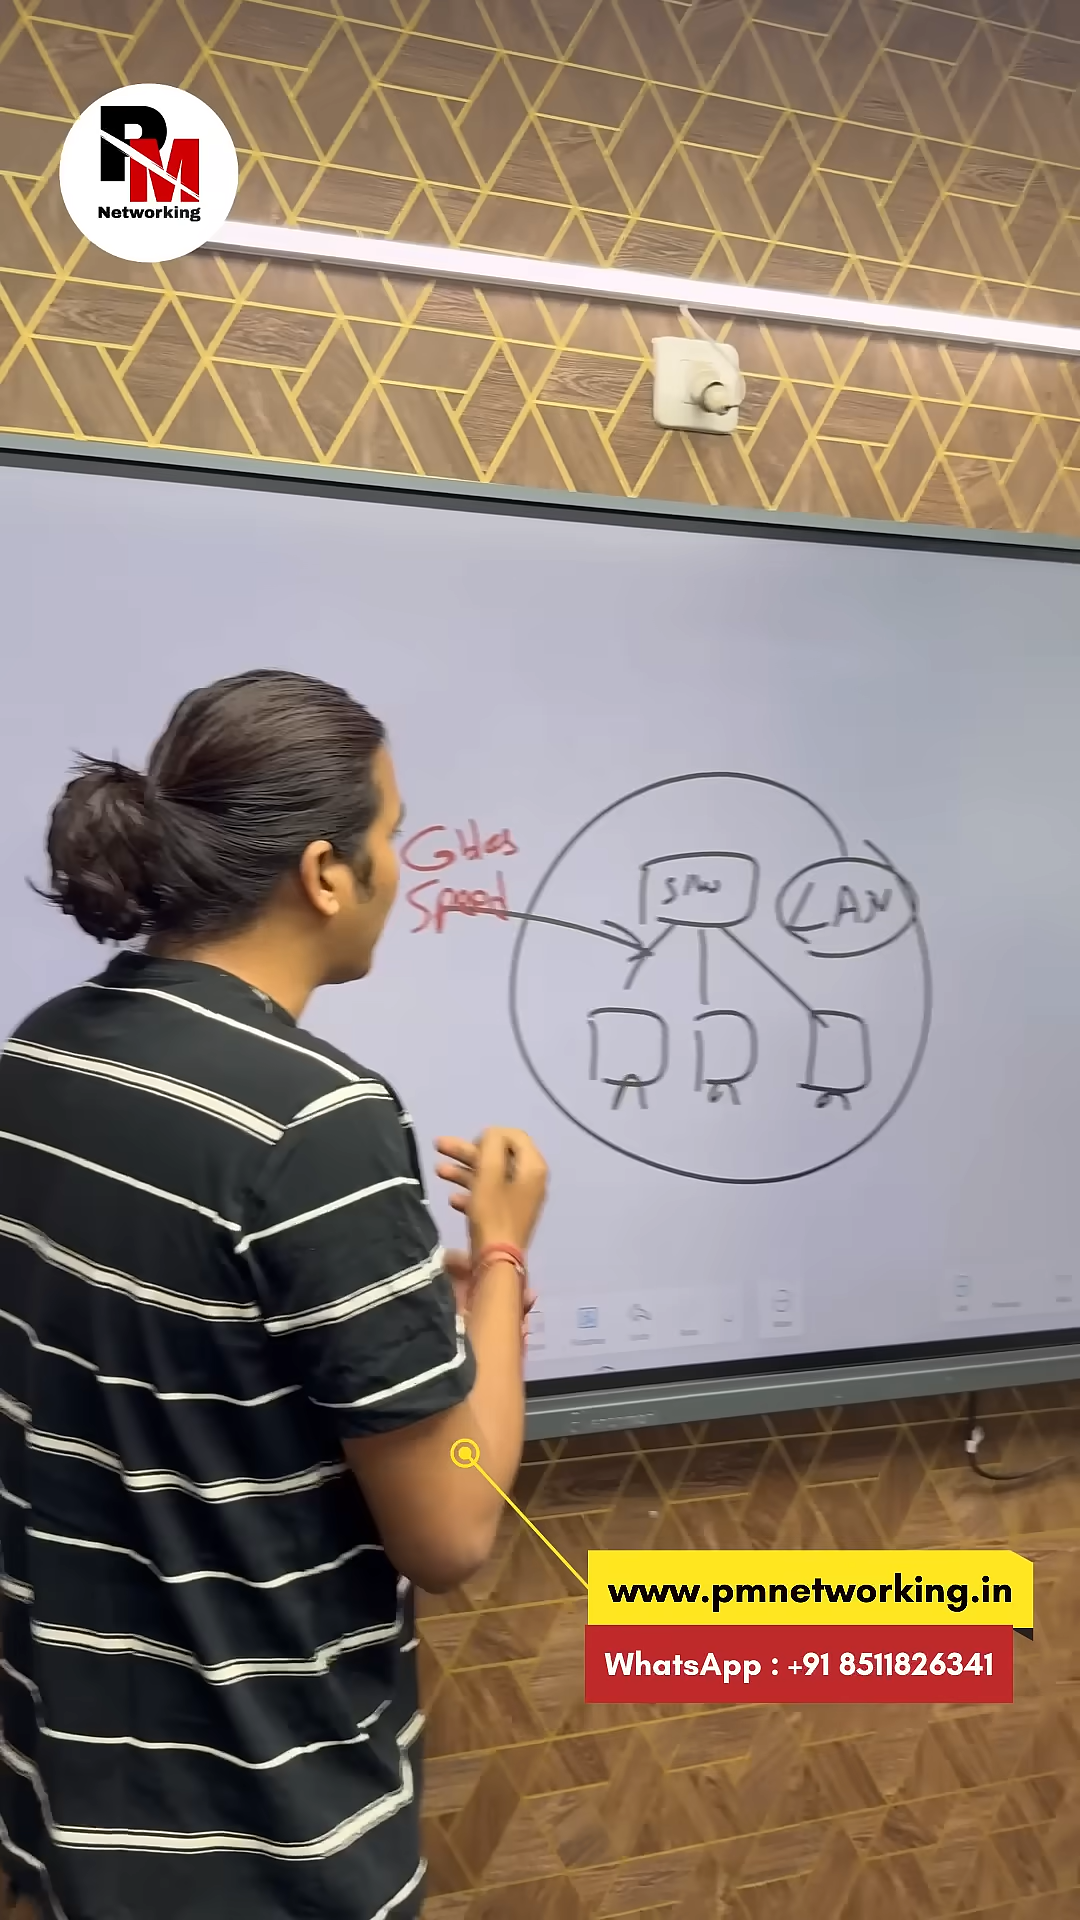 PM
Networking
Gbps
Speed
SW
LAN
www.pmnetworking.in
WhatsApp : +91 8511826341